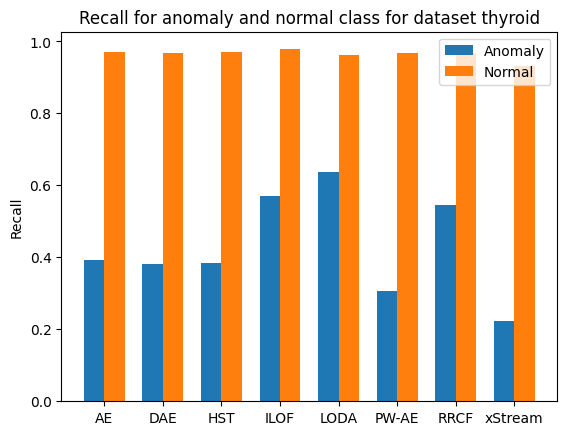 Recall for anomaly and normal class for dataset thyroid
Anomaly
Normal
Recall
1.0
0.8
0.6
0.4
0.2
0.0
AE DAE HST ILOF LODA PW-AE RRCF xStream